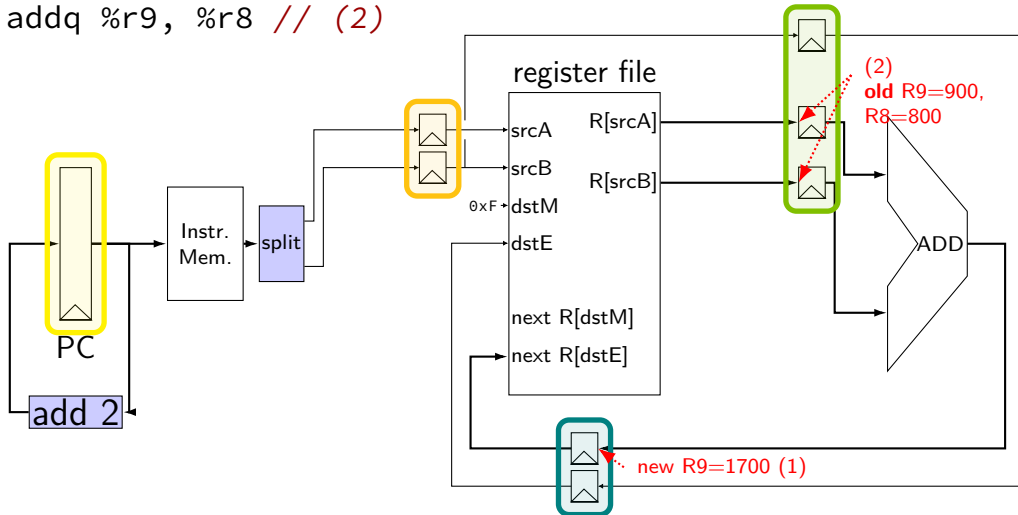 addq %r9, %r8 // (2)
PC
add 2
Instr.
Mem.
split
register file
srcA
srcB
0xF
dstM
dstE
next R[dstM]
next R[dstE]
R[srcA]
R[srcB]
(2)
old R9=900,
R8=800
ADD
new R9=1700 (1)